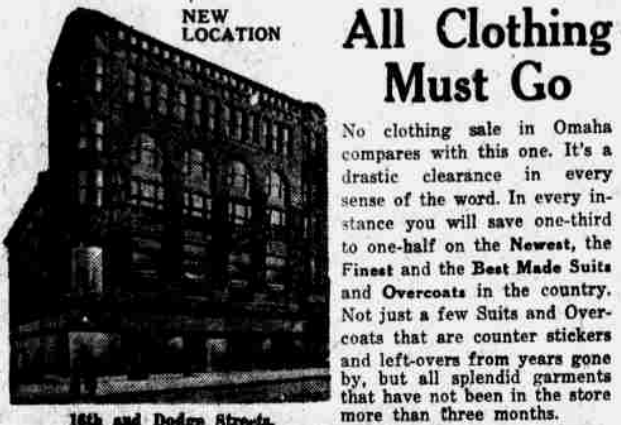 NEW
LOCATION
All Clothing
Must Go
No clothing sale in Omaha
compares with this one. It's a
drastic clearance in every
sense of the word. In every in-
stance you will save one-third
to one-half on the Newest, the
Finest and the Best Made Suits
and Overcoats in the country.
Not just a few Suits and Over-
coats that are counter stickers
and left-overs from years gone
by, but all splendid garments
that have not been in the store
more than three months.
16th and Dodge Streets.